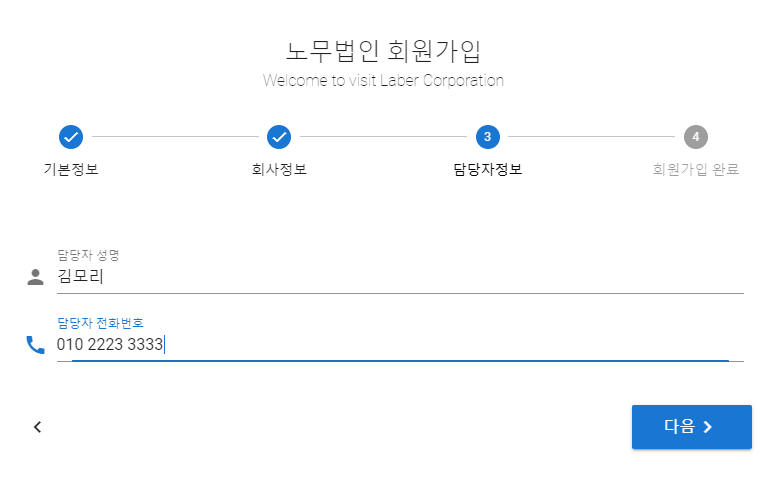 노무법인 회원가입
Welcome to visit Laber Corporation
3
4
기본정보
회사정보
담당자정보
회원가입 완료
담당자 성명
김모리
담당자 전화번호
010 2223 3333
다음